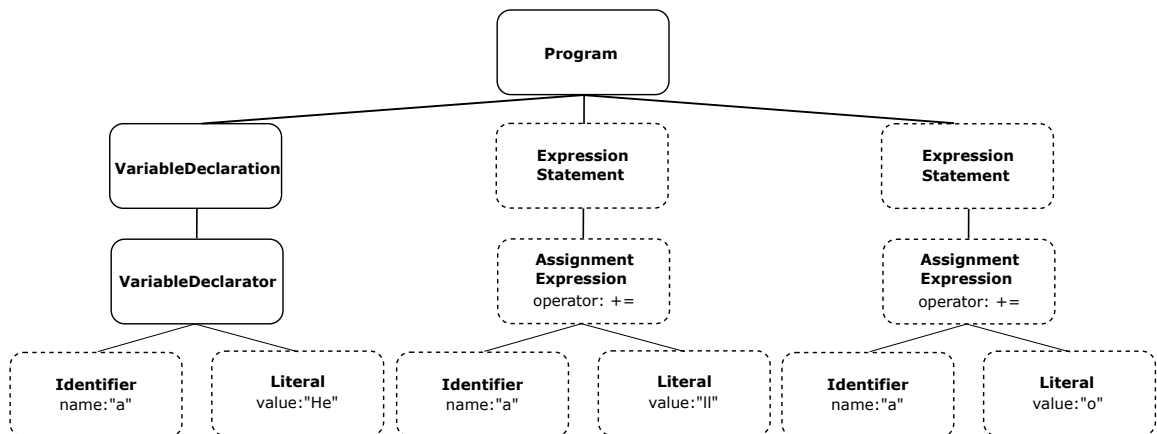 Program
VariableDeclaration
Expression
Statement
Expression
Statement
VariableDeclarator
Assignment
Expression
operator: +=
Assignment
Expression
operator: +=
Identifier
name:"a"
Literal
value:"He"
Identifier
name:"a"
Literal
value:"ll"
Identifier
name:"a"
Literal
value:"o"